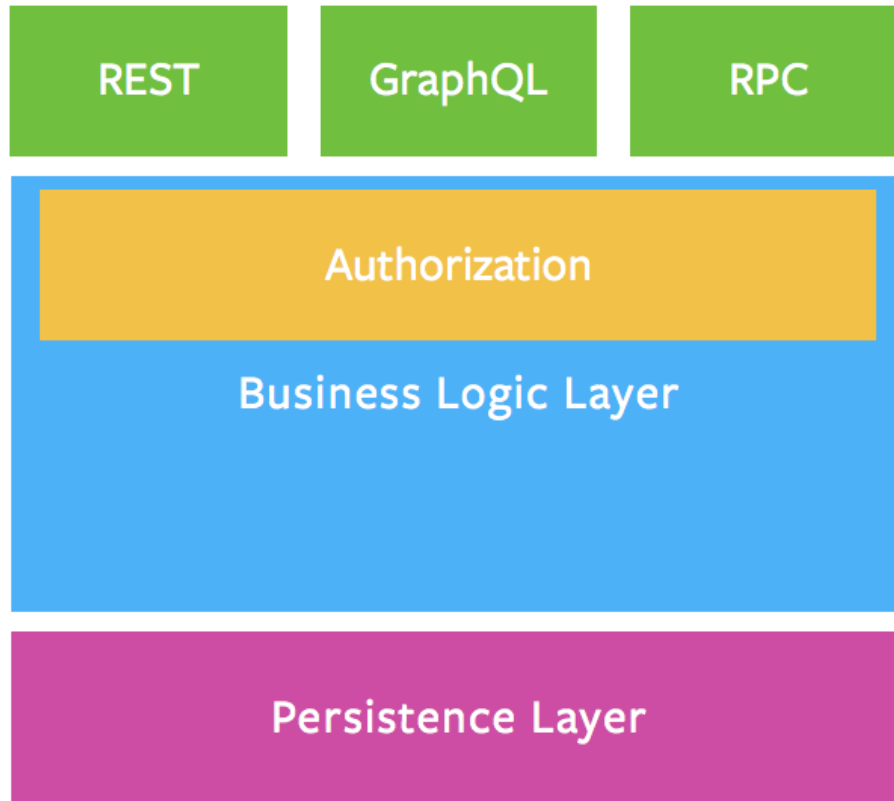 REST
GraphQL
RPC
Authorization
Business Logic Layer
Persistence Layer